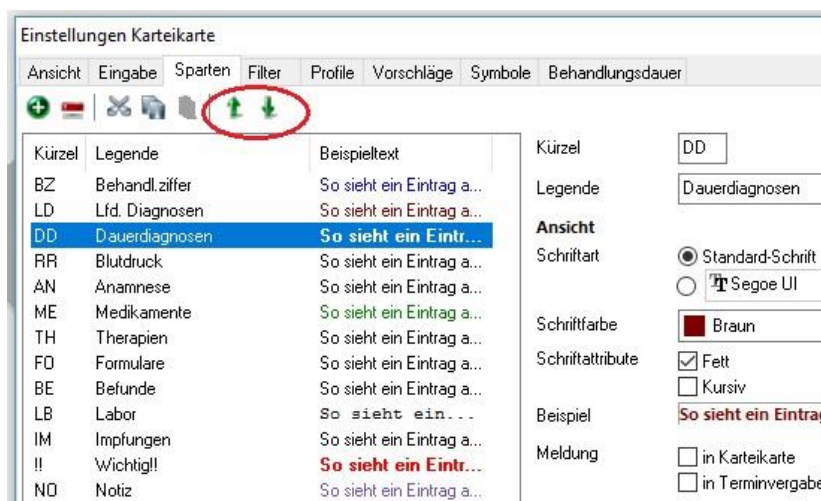 Einstellungen Karteikarte
Ansicht Eingabe Sparten Filter Profile Vorschläge Symbole Behandlungsdauer
Kürzel Legende Beispieltext
BZ Behandl.ziffer So sieht ein Eintrag a...
LD Lfd. Diagnosen So sieht ein Eintrag a...
DD Dauerdiagnosen So sieht ein Eintr...
RR Blutdruck So sieht ein Eintrag a...
AN Anamnese So sieht ein Eintrag a...
ME Medikamente So sieht ein Eintrag a...
TH Therapien So sieht ein Eintrag a...
FO Formulare So sieht ein Eintrag a...
BE Befunde So sieht ein Eintrag a...
LB Labor So sieht ein...
IM Impfungen So sieht ein Eintrag a...
!! Wichtig!! So sieht ein Eintr...
NO Notiz So sieht ein Eintrag a...
Kürzel DD
Legende Dauerdiagnosen
Ansicht
Schriftart Standard-Schrift
Segoe UI
Schriftfarbe Braun
Schriftattribute Fett
Kursiv
Beispiel So sieht ein Eintrag
Meldung in Karteikarte
in Terminvergabe